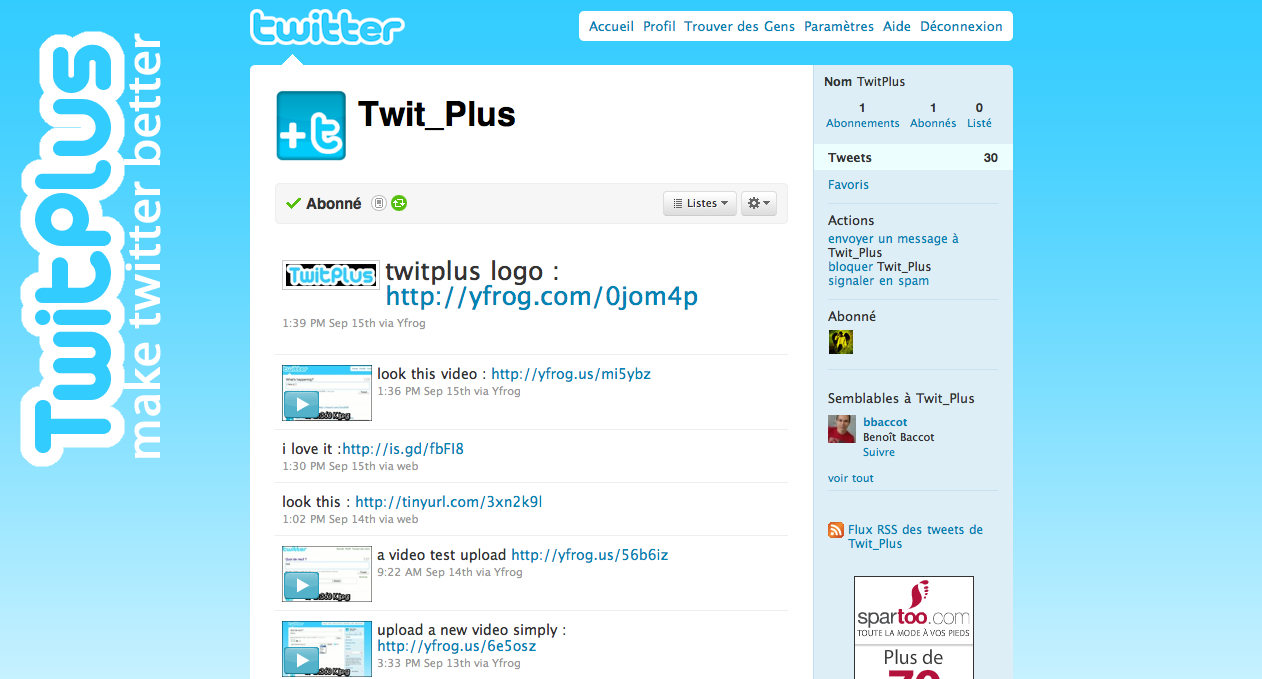 Twitplus
make twitter better
twitter
Accueil Profil Trouver des Gens Paramètres Aide Déconnexion
Twit_Plus
Abonné
Listes
TwitPlus
twitplus logo :
http://yfrog.com/0jom4p
1:39 PM Sep 15th via Yfrog
look this video : http://yfrog.us/mi5ybz
1:36 PM Sep 15th via Yfrog
i love it :http://is.gd/fbFI8
1:30 PM Sep 15th via web
look this : http://tinyurl.com/3xn2k9l
1:02 PM Sep 14th via web
a video test upload http://yfrog.us/56b6iz
9:22 AM Sep 14th via Yfrog
upload a new video simply :
http://yfrog.us/6e5osz
3:33 PM Sep 13th via Yfrog
Nom TwitPlus
1 1 0
Abonnements Abonnés Listé
Tweets 30
Favoris
Actions
envoyer un message à
Twit_Plus
bloquer Twit_Plus
signaler en spam
Abonné
Semblables à Twit_Plus
bbaccot
Benoît Baccot
Suivre
voir tout
Flux RSS des tweets de
Twit_Plus
spartoo.com
TOUTE LA MODE À VOS PIEDS
Plus de